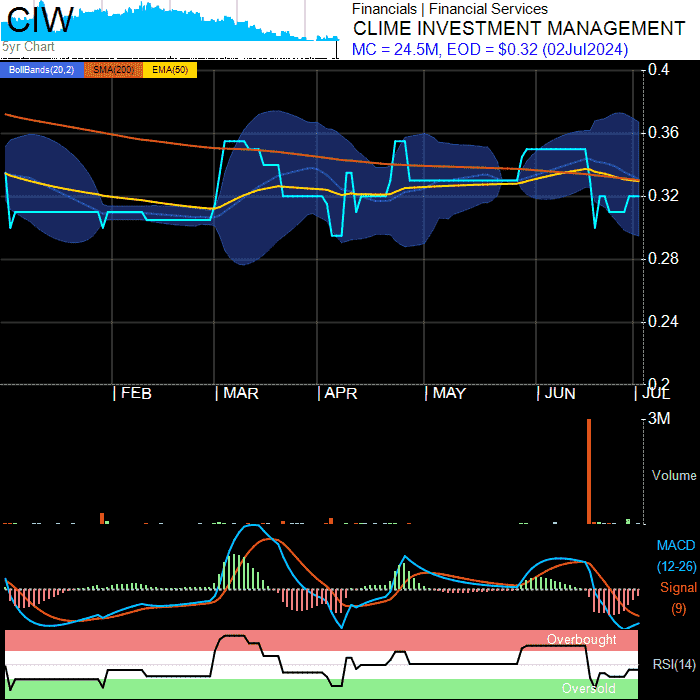 CIW
5yr Chart
Financials | Financial Services
CLIME INVESTMENT MANAGEMENT
MC = 24.5M, EOD = $0.32 (02Jul2024)
BollBands(20,2) SMA(200) EMA(50)
0.4
0.36
0.32
0.28
0.24
0.2
FEB MAR APR MAY JUN JUL
3M
Volume
MACD
(12-26)
Signal
(9)
Overbought
RSI(14)
Oversold